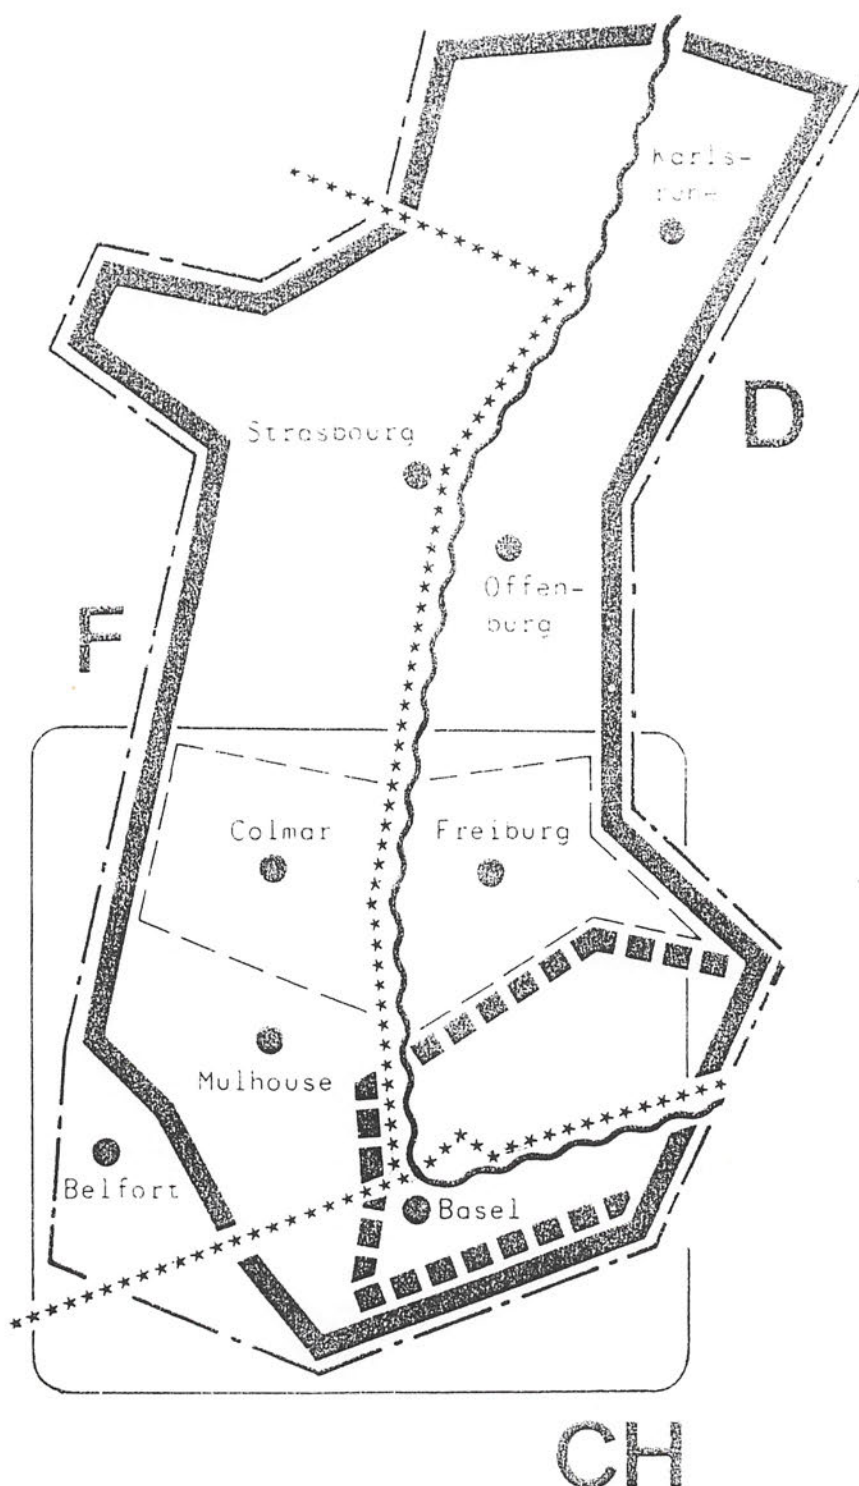 Karls-
ruhe
D
Strasbourg
Offen-
burg
F
Colmar
Freiburg
Mulhouse
Belfort
Basel
CH